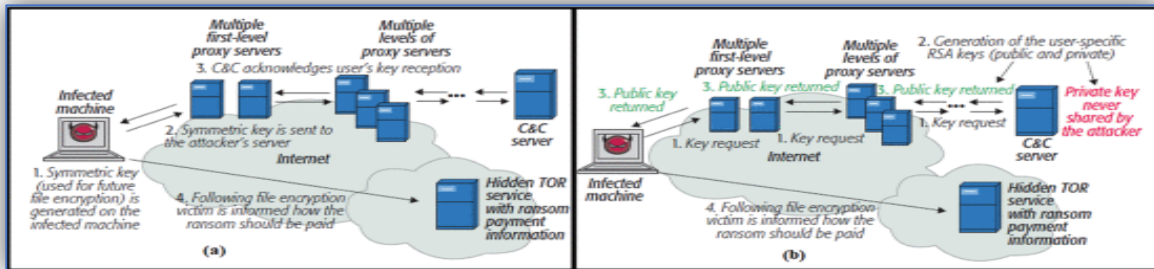 Multiple
first-level
proxy servers
Multiple
levels of
proxy servers
3. C&C acknowledges user's key reception
Infected
machine
2. Symmetric key is sent
to the attacker's server
Internet
C&C
server
1. Symmetric key
(used for future
file encryption) is
generated on the
infected machine
4. Following file encryption
victim is informed how the
ransom should be paid
Hidden TOR
service
with ransom
payment
information
(a)
Multiple
first-level
proxy servers
Multiple
levels of
proxy servers
2. Generation of the user-specific
RSA keys (public and private)
3. Public key
returned
3. Public key returned
3. Public key returned
Private key
never
shared by
the attacker
1. Key request
1. Key request
1. Key request
C&C
server
Internet
Infected
machine
4. Following file encryption
victim is informed how the
ransom should be paid
Hidden TOR
service
with ransom
payment
information
(b)